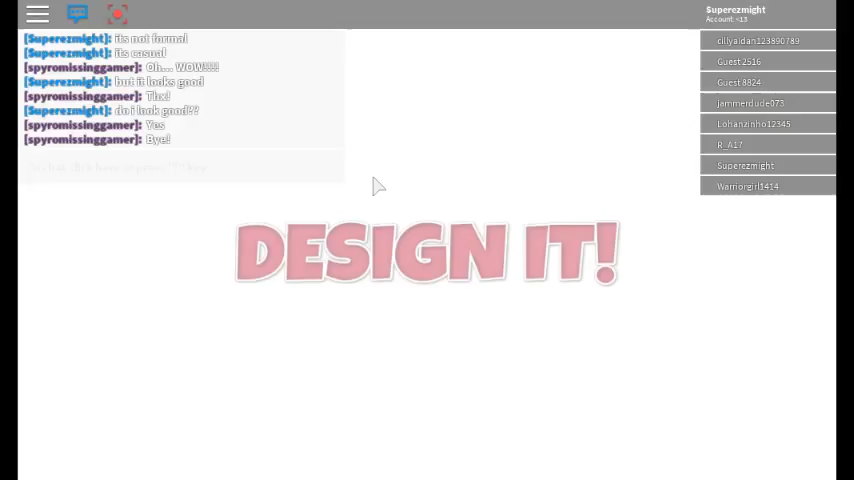 Superezmight
Account: <13
[Superezmight]: its not formal
[Superezmight]: its casual
[spyromissinggamer]: Oh... WOW!!!!
[Superezmight]: but it looks good
[spyromissinggamer]: Thx!
[Superezmight]: do i look good??
[spyromissinggamer]: Yes
[spyromissinggamer]: Bye!
cillyaidan123890789
Guest 2516
Guest 8824
jammerdude073
Lohanzinho12345
R_A17
Superezmight
Warriorgirl1414
DESIGN IT!